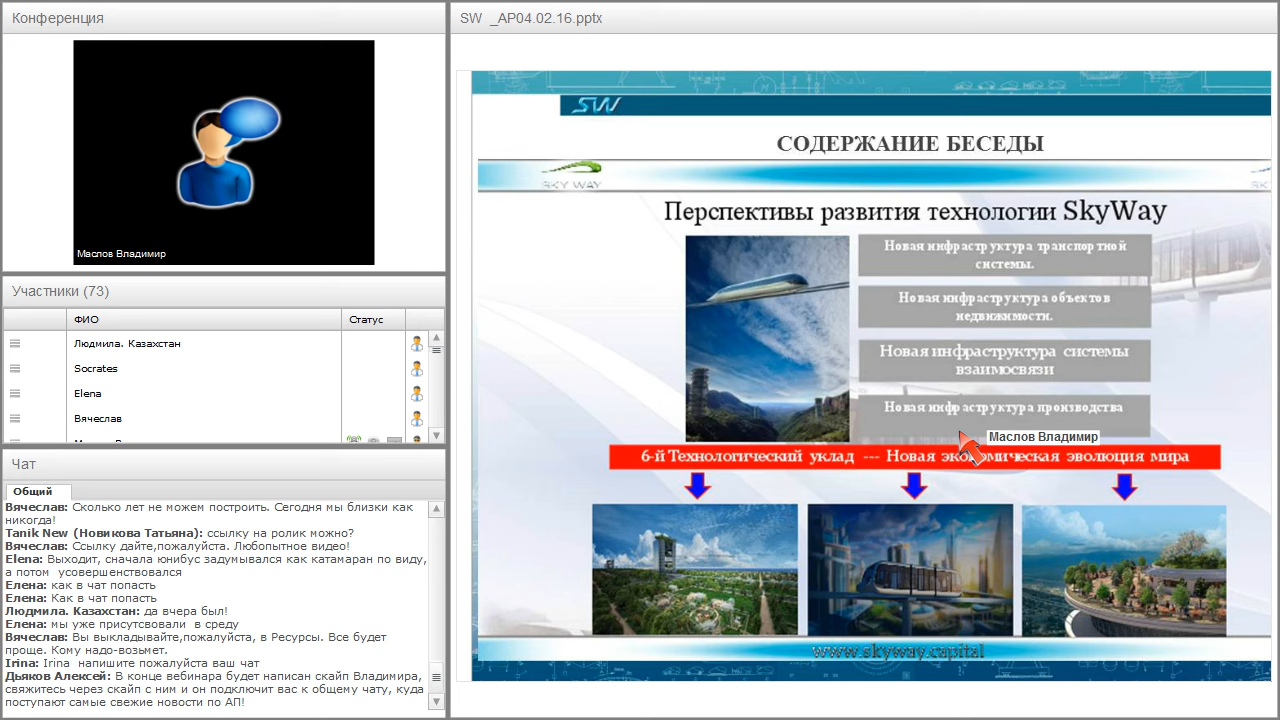 Конференция
Маслов Владимир
Участники (73)
ФИО
Статус
Людмила. Казахстан
Socrates
Elena
Вячеслав
Чат
Общий
Вячеслав: Сколько лет не можем построить. Сегодня мы близки как
никогда!
Tanik New (Новикова Татьяна): ссылку на ролик можно?
Вячеслав: Ссылку дайте,пожалуйста. Любопытное видео!
Elena: Выходит, сначала юнибус задумывался как катамаран по виду,
а потом усовершенствовался
Елена: как в чат попасть
Елена: Как в чат попасть
Людмила. Казахстан: да вчера был!
Елена: мы уже присутсвовали в среду
Вячеслав: Вы выкладывайте,пожалуйста, в Ресурсы. Все будет
проще. Кому надо-возьмет.
Irina: Irina напишите пожалуйста ваш
В конце вебинара будет написан скайп Владимира,
свяжитесь через скайп с ним и он подключит вас к общему чату, куда
поступают самые свежие новости по АП!
SW _AP04.02.16.pptx
SW
СОДЕРЖАНИЕ БЕСЕДЫ
SKY WAY
Перспективы развития технологии SkyWay
Новая инфраструктура транспортной
системы.
Новая инфраструктура объектов
недвижимости.
Новая инфраструктура системы
взаимосвязи
Новая инфраструктура производства
Маслов Владимир
6-й Технологический уклад --- Новая экономическая эволюция мира
www.skyway.capital